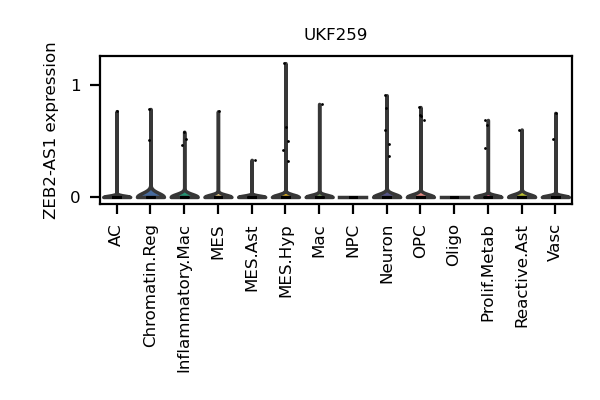 UKF259
ZEB2-AS1 expression
1
0
AC
Chromatin.Reg
Inflammatory.Mac
MES
MES.Ast
MES.Hyp
Mac
NPC
Neuron
OPC
Oligo
Prolif.Metab
Reactive.Ast
Vasc